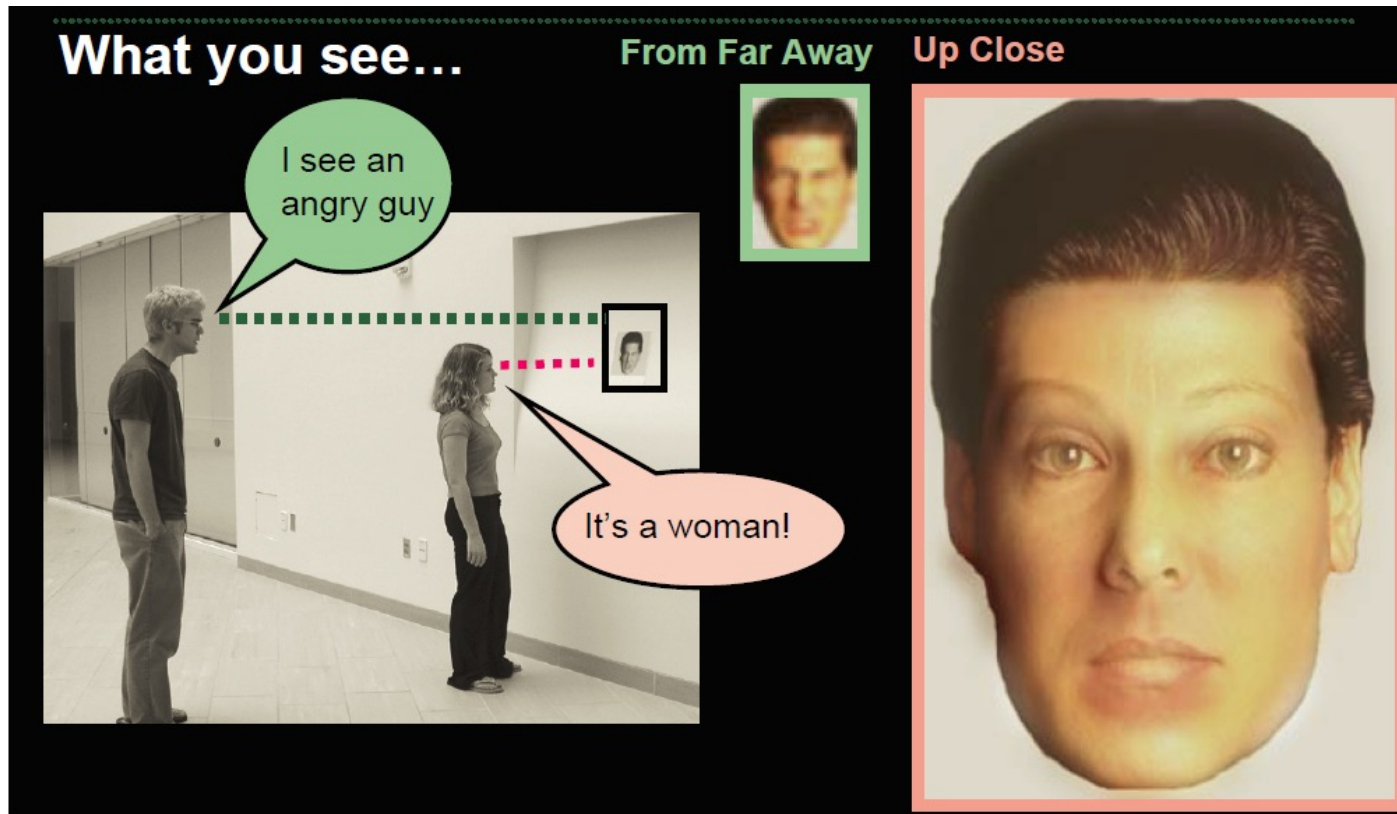 What you see…
From Far Away
Up Close
I see an
angry guy
It's a woman!